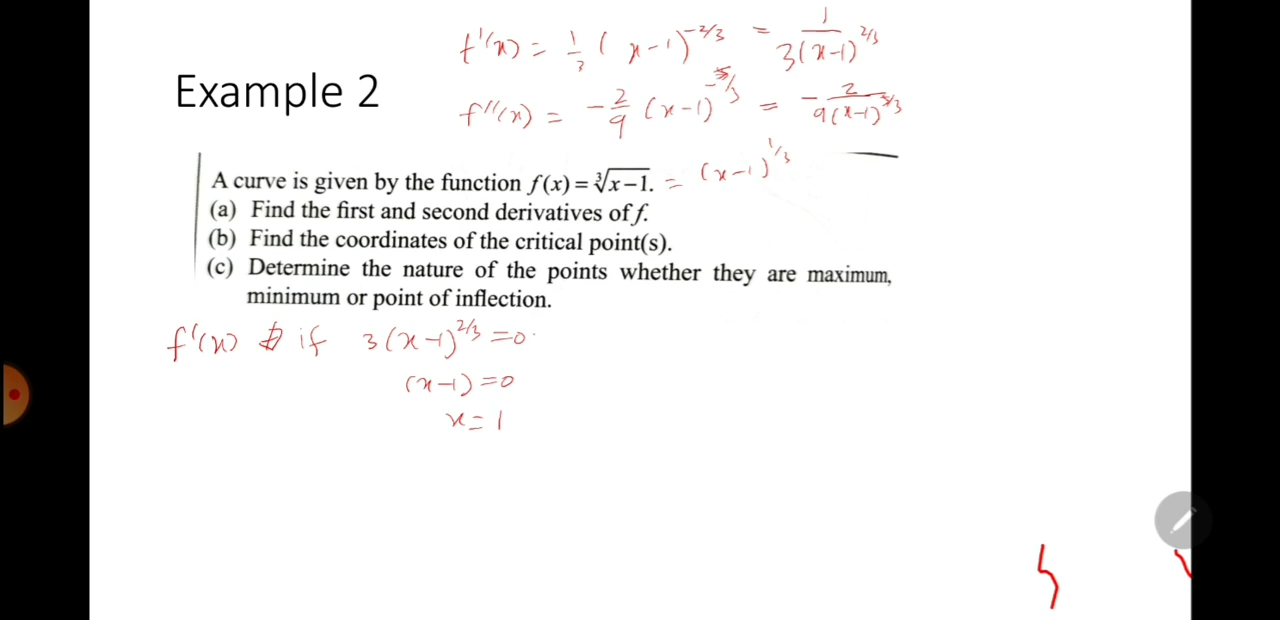 f'(x) = 1/3 (x-1)^-2/3 = 1/3(x-1)^2/3
Example 2
f''(x) = -2/9 (x-1)^-5/3 = -2/9(x-1)^5/3
A curve is given by the function f(x) = ∛x−1. = (x-1)^1/3
(a) Find the first and second derivatives of f.
(b) Find the coordinates of the critical point(s).
(c) Determine the nature of the points whether they are maximum,
minimum or point of inflection.
f'(x) ∄ if 3(x-1)^2/3 = 0
(x-1) = 0
x = 1